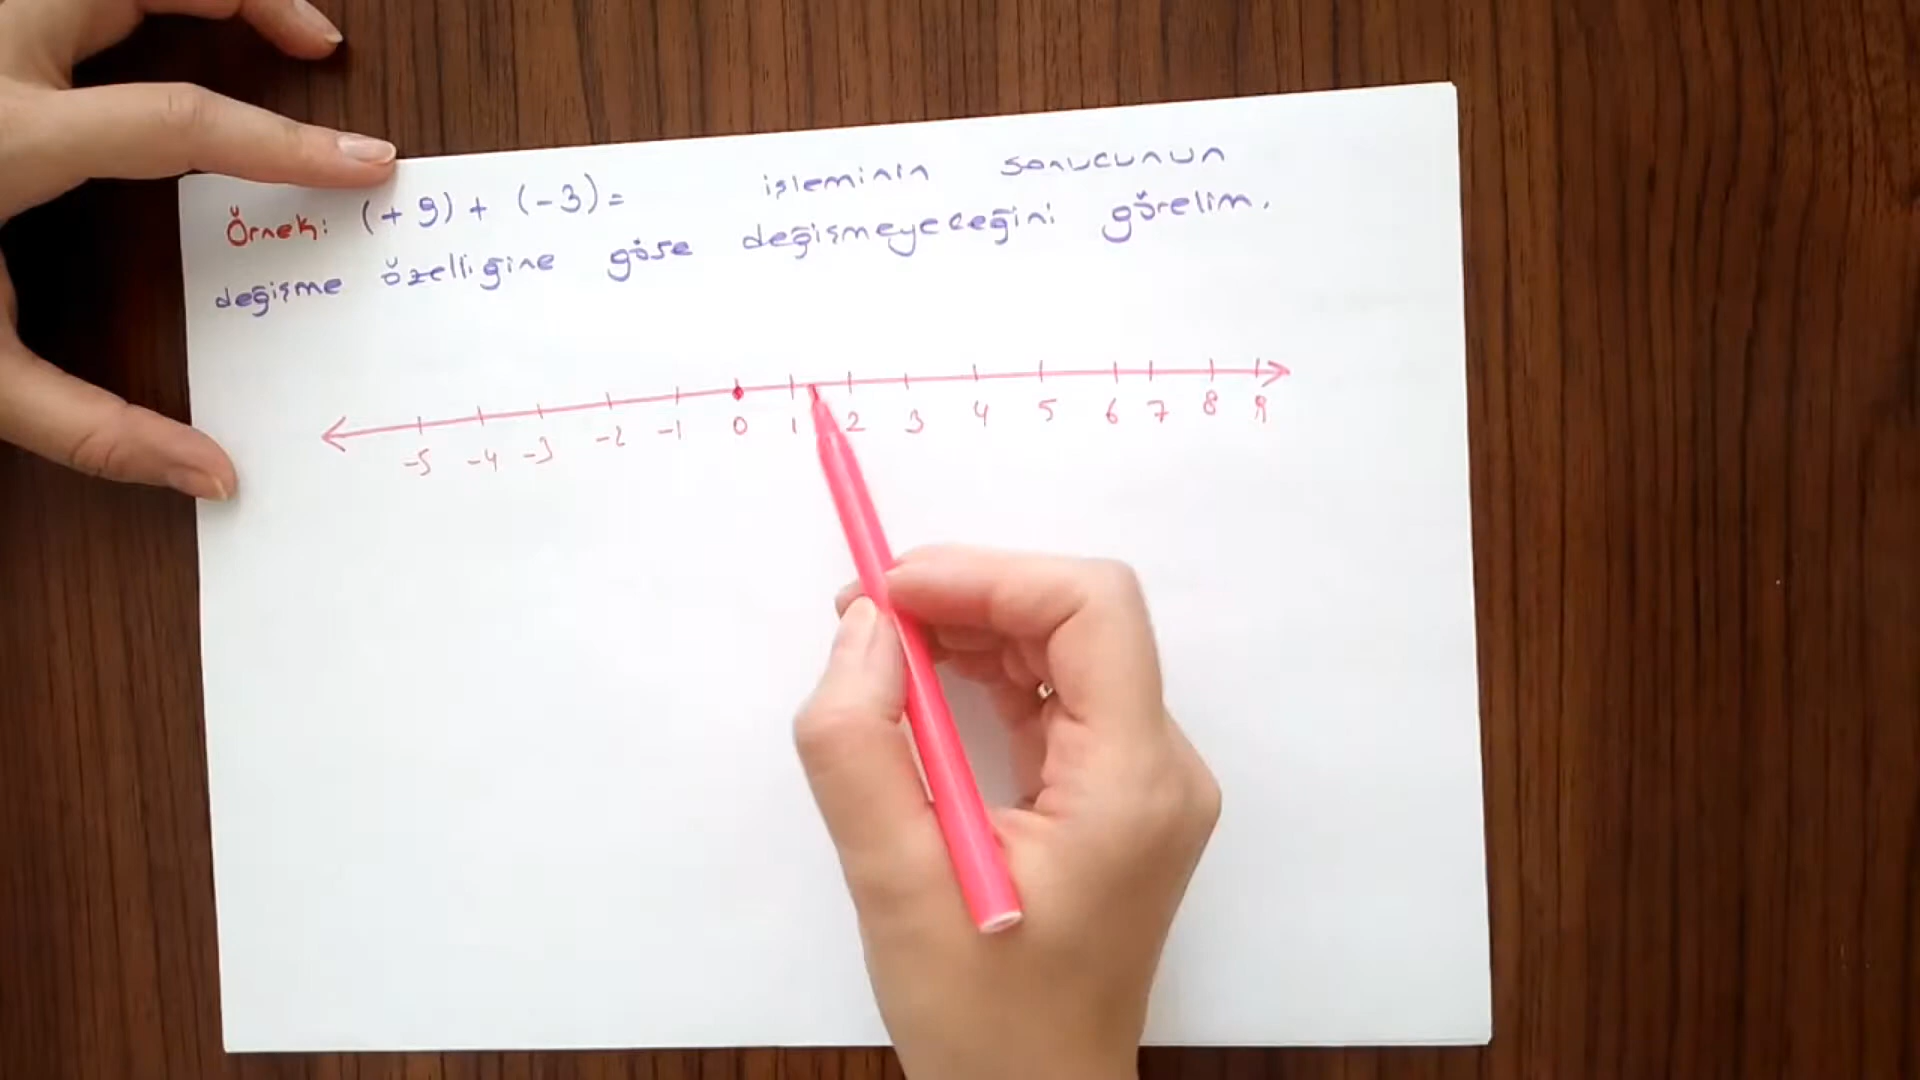 Örnek: (+9) + (-3) = işleminin sonucunun
değişme özelliğine göre değişmeyeceğini görelim.
-5 -4 -3 -2 -1 0 1 2 3 4 5 6 7 8 9